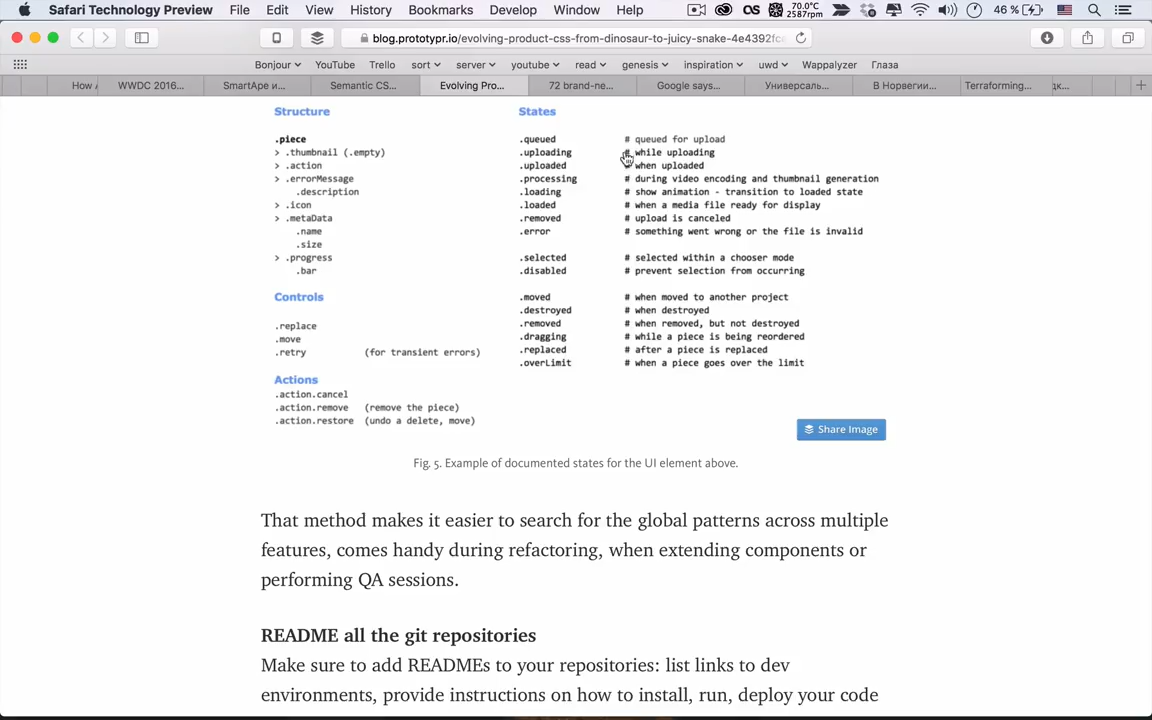 Safari Technology Preview File Edit View History Bookmarks Develop Window Help 70.0°C 2587rpm 46 %
blog.prototypr.io/evolving-product-css-from-dinosaur-to-juicy-snake-4e4392fc
Bonjour YouTube Trello sort server youtube read genesis inspiration uwd Wappalyzer Глаза
How WWDC 2016... SmartApe и... Semantic CS... Evolving Pro... 72 brand-ne... Google says... Универсаль... В Норвегии... Terraforming...
Structure States
.piece .queued # queued for upload
> .thumbnail (.empty) .uploading # while uploading
> .action .uploaded # when uploaded
> .errorMessage .processing # during video encoding and thumbnail generation
.description .loading # show animation - transition to loaded state
> .icon .loaded # when a media file ready for display
> .metaData .removed # upload is canceled
.name .error # something went wrong or the file is invalid
.size
> .progress .selected # selected within a chooser mode
.bar .disabled # prevent selection from occurring
Controls .moved # when moved to another project
.destroyed # when destroyed
.replace .removed # when removed, but not destroyed
.move .dragging # while a piece is being reordered
.retry (for transient errors) .replaced # after a piece is replaced
.overLimit # when a piece goes over the limit
Actions
.action.cancel
.action.remove (remove the piece)
.action.restore (undo a delete, move)
Share Image
Fig. 5. Example of documented states for the UI element above.
That method makes it easier to search for the global patterns across multiple
features, comes handy during refactoring, when extending components or
performing QA sessions.
README all the git repositories
Make sure to add READMEs to your repositories: list links to dev
environments, provide instructions on how to install, run, deploy your code